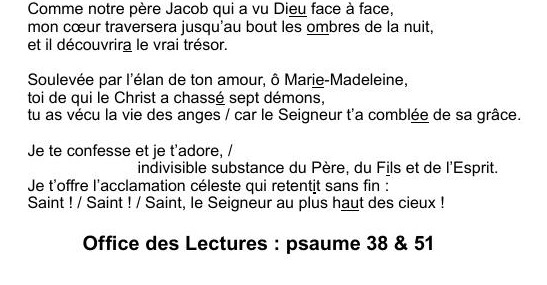 Comme notre père Jacob qui a vu Dieu face à face,
mon cœur traversera jusqu'au bout les ombres de la nuit,
et il découvrira le vrai trésor.
Soulevée par l'élan de ton amour, ô Marie-Madeleine,
toi de qui le Christ a chassé sept démons,
tu as vécu la vie des anges / car le Seigneur t'a comblée de sa grâce.
Je te confesse et je t'adore, /
indivisible substance du Père, du Fils et de l'Esprit.
Je t'offre l'acclamation céleste qui retentit sans fin :
Saint ! / Saint ! / Saint, le Seigneur au plus haut des cieux !
Office des Lectures : psaume 38 & 51